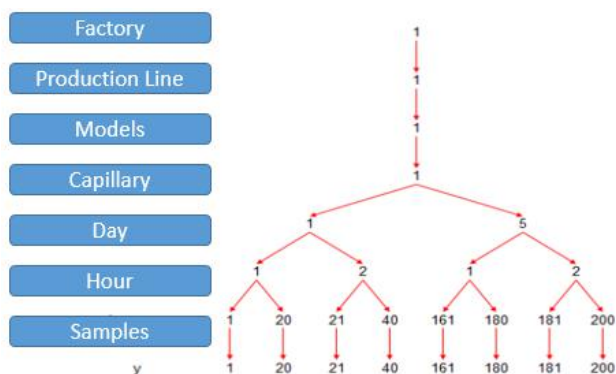 Factory 1
Production Line 1
Models 1
Capillary 1
Day 1 5
Hour 1 2 1 2
Samples 1 20 21 40 161 180 181 200
y 1 20 21 40 161 180 181 200